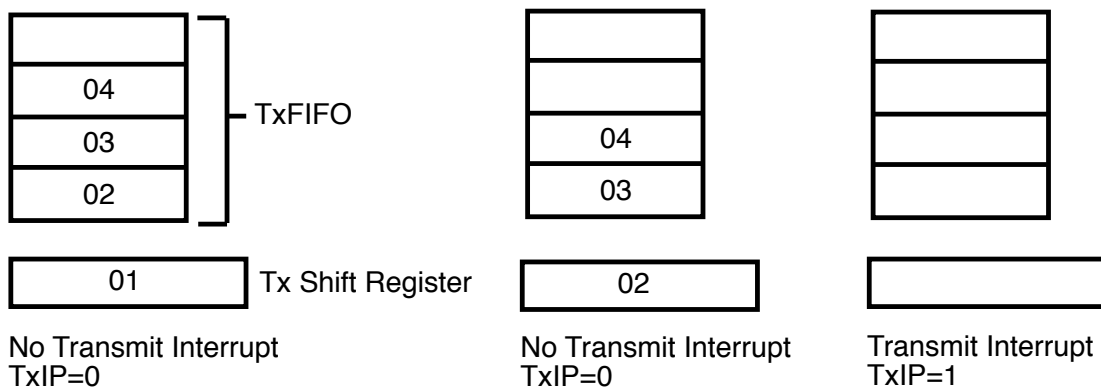 04
03
02
TxFIFO
01
Tx Shift Register
No Transmit Interrupt
TxIP=0
04
03
02
No Transmit Interrupt
TxIP=0
Transmit Interrupt
TxIP=1